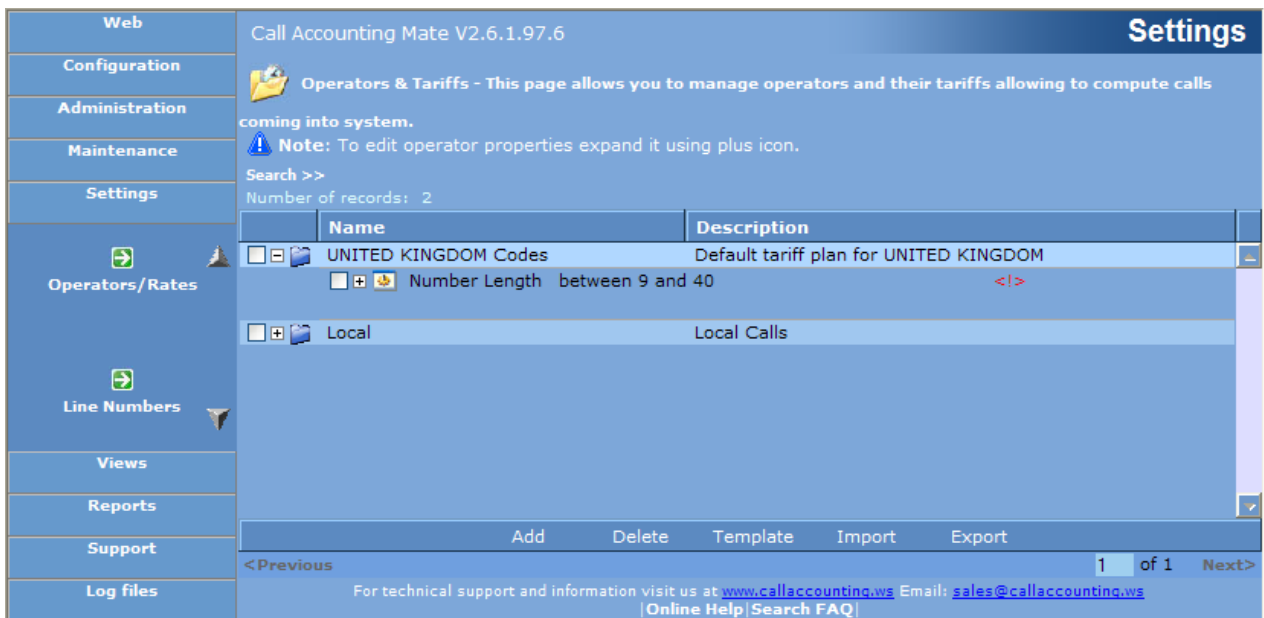 Web
Configuration
Administration
Maintenance
Settings
Operators/Rates
Line Numbers
Views
Reports
Support
Log files
Call Accounting Mate V2.6.1.97.6
Settings
Operators & Tariffs - This page allows you to manage operators and their tariffs allowing to compute calls
coming into system.
Note: To edit operator properties expand it using plus icon.
Search >>
Number of records: 2
Name Description
UNITED KINGDOM Codes Default tariff plan for UNITED KINGDOM
Number Length between 9 and 40 <!>
Local Local Calls
Add Delete Template Import Export
<Previous 1 of 1 Next>
For technical support and information visit us at www.callaccounting.ws Email: sales@callaccounting.ws
|Online Help|Search FAQ|